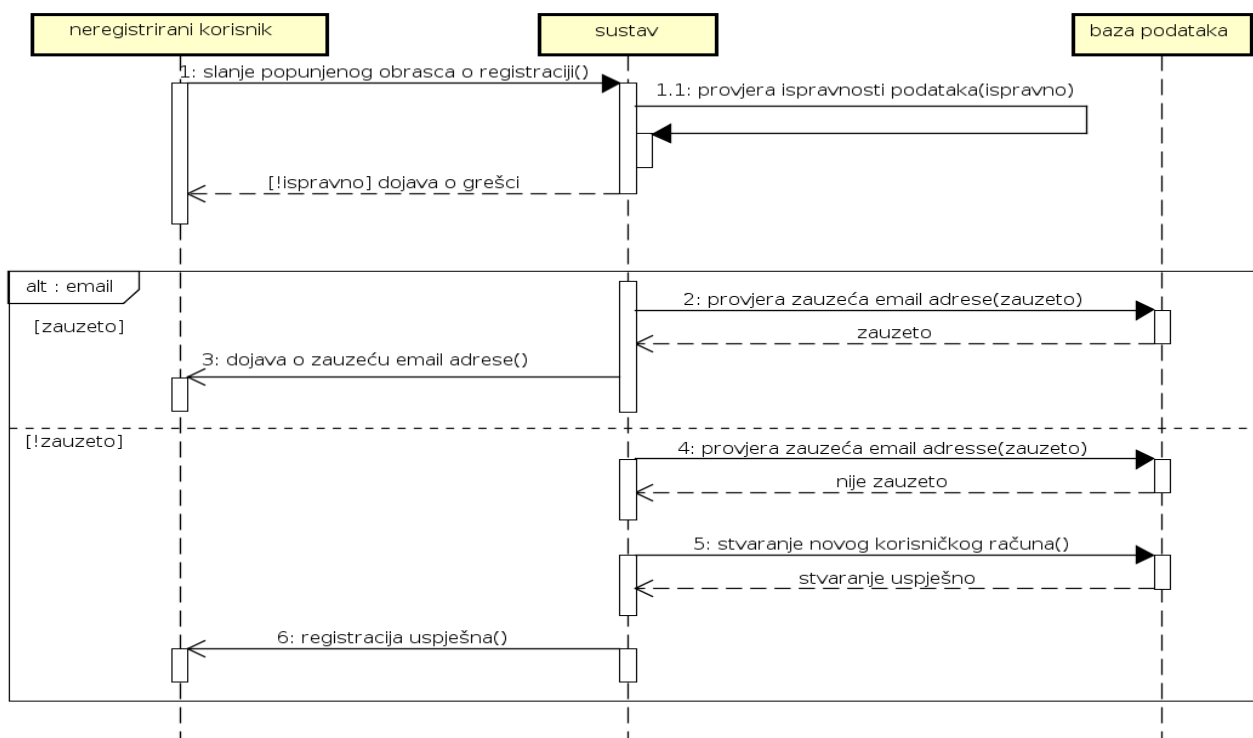 neregistrirani korisnik
sustav
baza podataka
1: slanje popunjenog obrasca o registraciji()
1.1: provjera ispravnosti podataka(ispravno)
[!ispravno] dojava o grešci
alt : email
[zauzeto]
2: provjera zauzeća email adrese(zauzeto)
zauzeto
3: dojava o zauzeću email adrese()
[!zauzeto]
4: provjera zauzeća email adresse(zauzeto)
nije zauzeto
5: stvaranje novog korisničkog računa()
stvaranje uspješno
6: registracija uspješna()